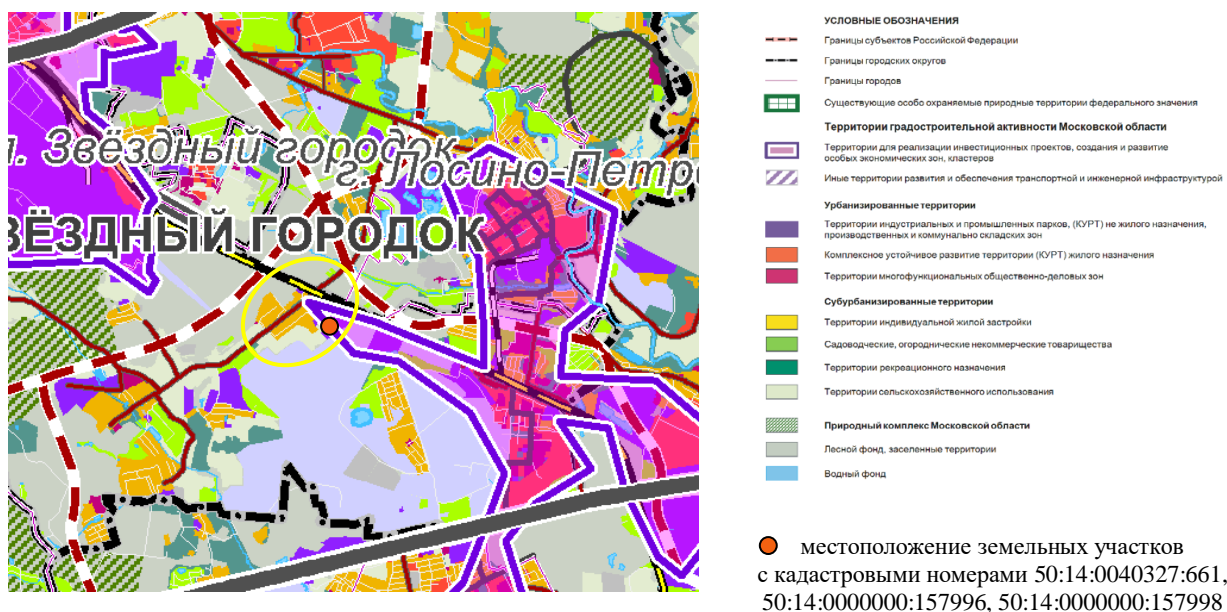 п. Звёздный городок
г. Лосино-Петро
ВЁЗДНЫЙ ГОРОДОК
УСЛОВНЫЕ ОБОЗНАЧЕНИЯ
Границы субъектов Российской Федерации
Границы городских округов
Границы городов
Существующие особо охраняемые природные территории федерального значения
Территории градостроительной активности Московской области
Территории для реализации инвестиционных проектов, создания и развитие
особых экономических зон, кластеров
Иные территории развития и обеспечения транспортной и инженерной инфраструктурой
Урбанизированные территории
Территории индустриальных и промышленных парков, (КУРТ) не жилого назначения,
производственных и коммунально складских зон
Комплексное устойчивое развитие территории (КУРТ) жилого назначения
Территории многофункциональных общественно-деловых зон
Субурбанизированные территории
Территории индивидуальной жилой застройки
Садоводческие, огороднические некоммерческие товарищества
Территории рекреационного назначения
Территории сельскохозяйственного использования
Природный комплекс Московской области
Лесной фонд, заселенные территории
Водный фонд
местоположение земельных участков
с кадастровыми номерами 50:14:0040327:661,
50:14:0000000:157996, 50:14:0000000:157998